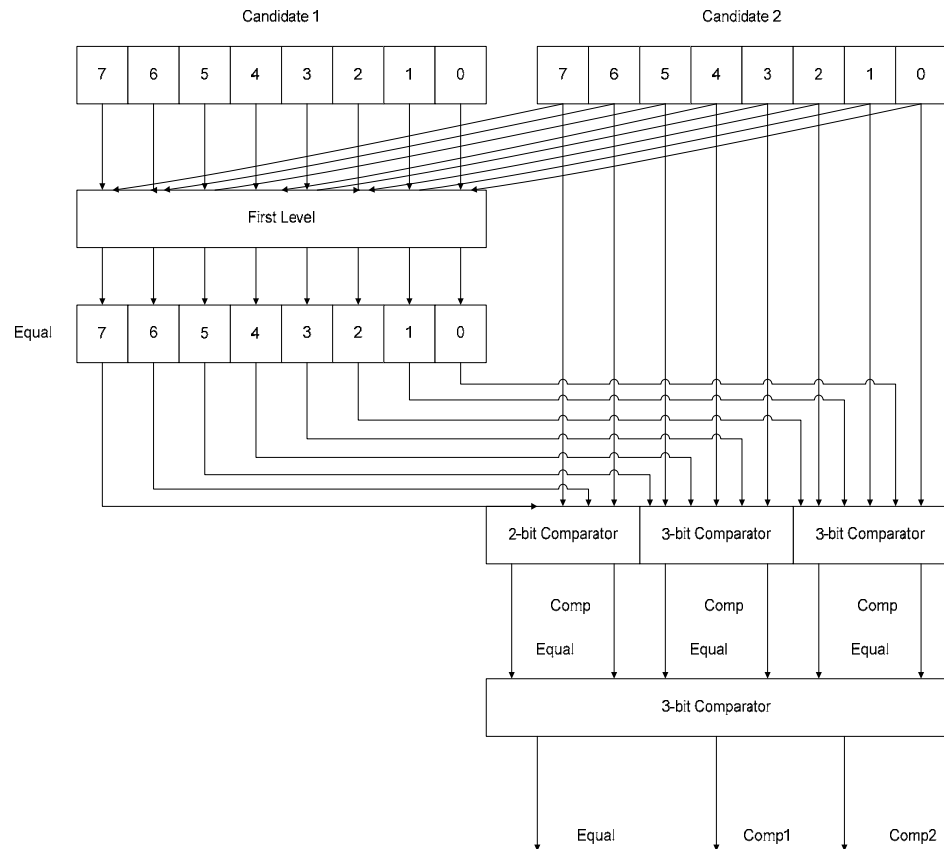 Candidate 1 Candidate 2
7 6 5 4 3 2 1 0 7 6 5 4 3 2 1 0
First Level
Equal 7 6 5 4 3 2 1 0
2-bit Comparator 3-bit Comparator 3-bit Comparator
Comp Comp Comp
Equal Equal Equal
3-bit Comparator
Equal Comp1 Comp2